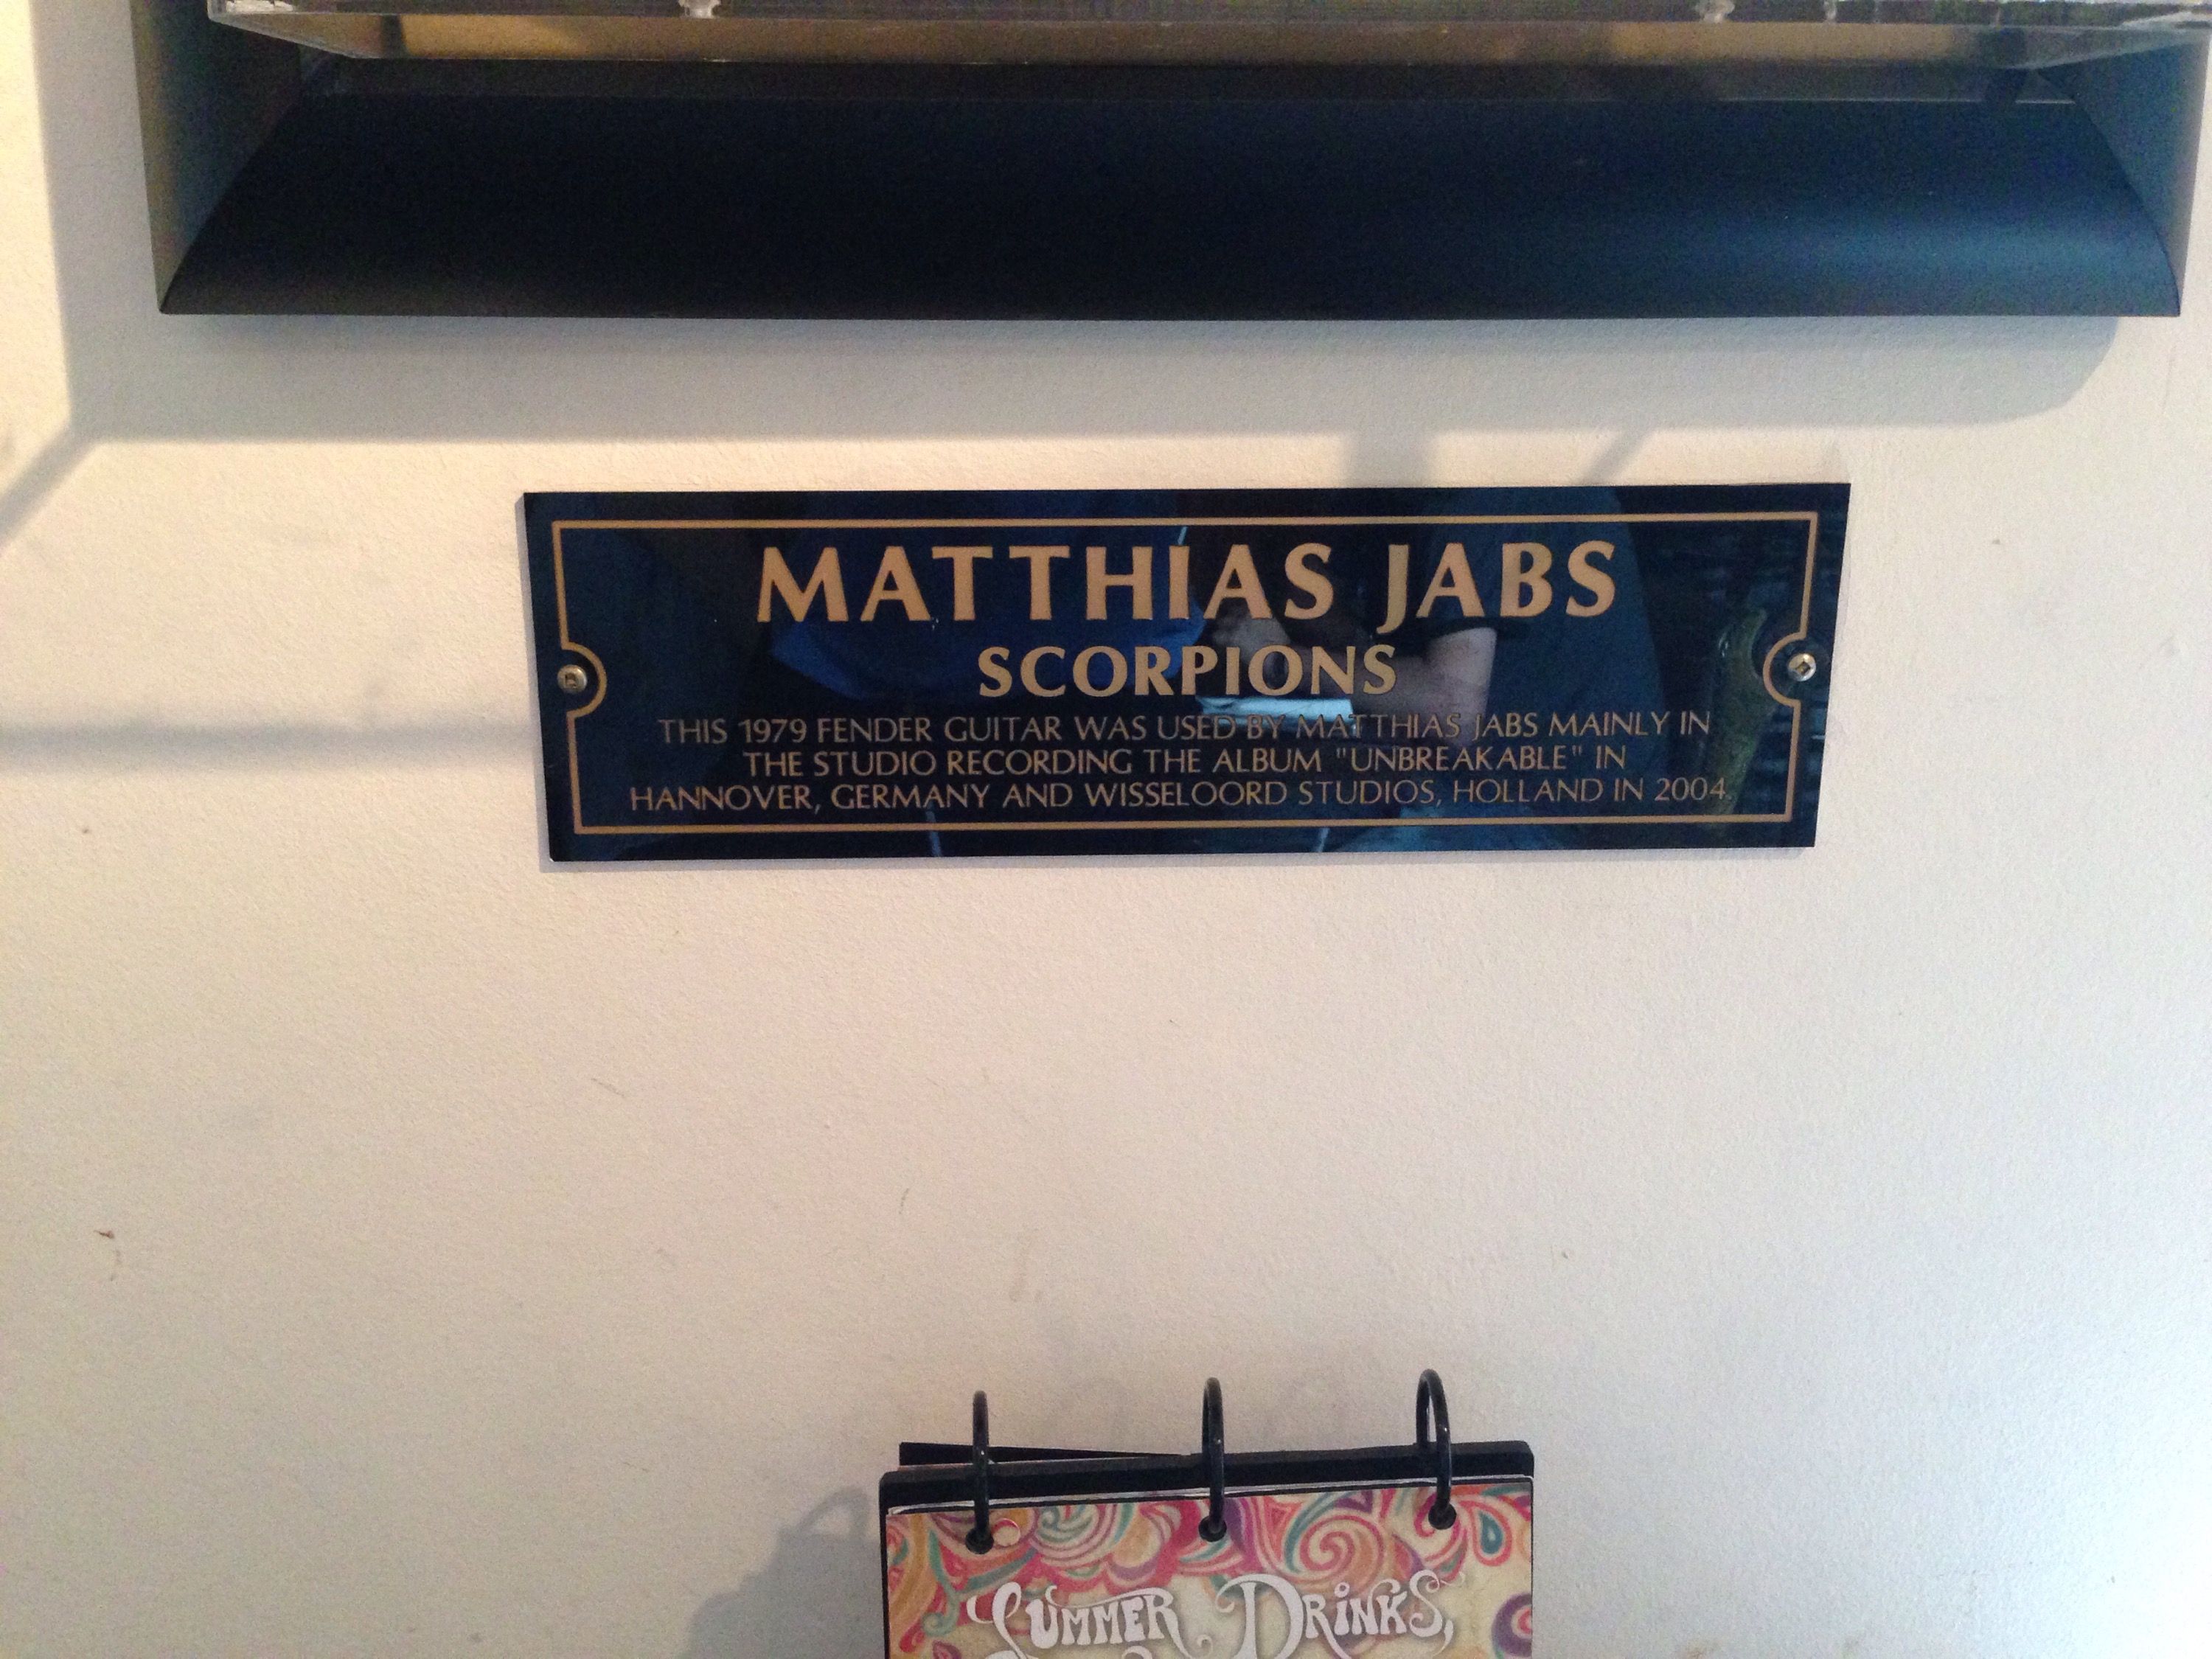 MATTHIAS JABS
SCORPIONS
THIS 1979 FENDER GUITAR WAS USED BY MATTHIAS JABS MAINLY IN
THE STUDIO RECORDING THE ALBUM "UNBREAKABLE" IN
HANNOVER, GERMANY AND WISSELOORD STUDIOS, HOLLAND IN 2004.
SUMMER DRINKS,